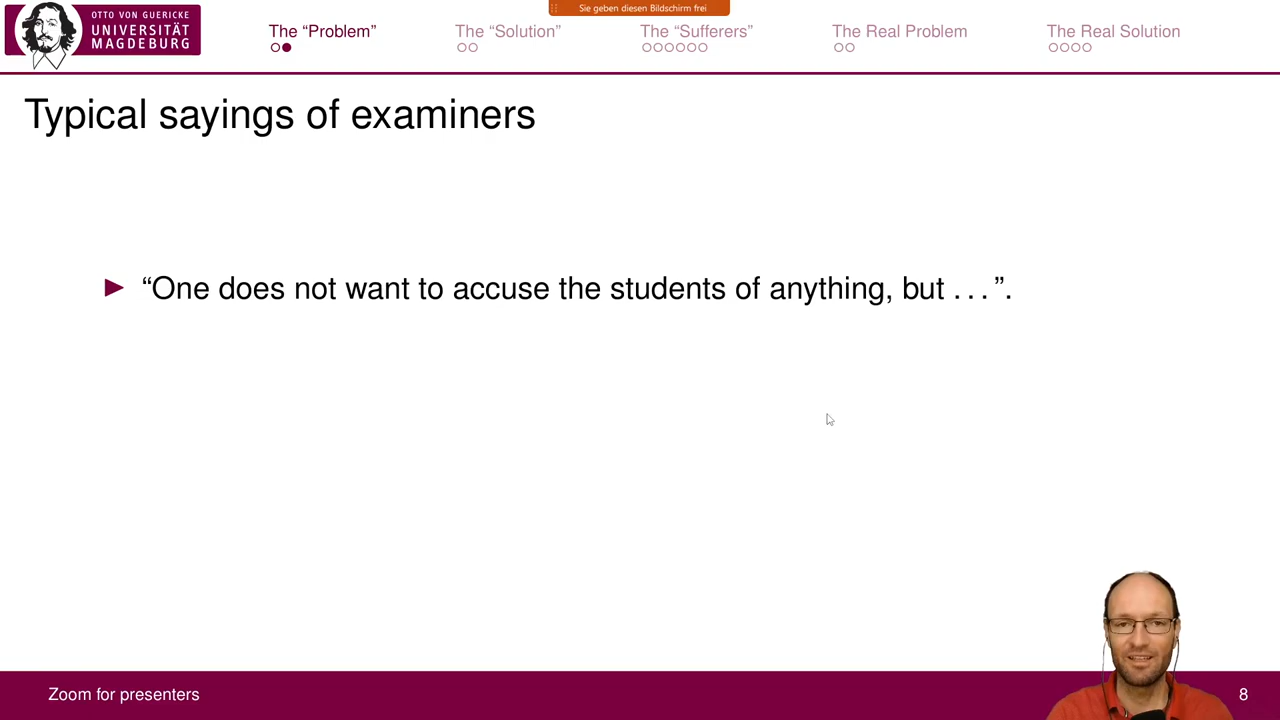 Sie geben diesen Bildschirm frei
OTTO VON GUERICKE
UNIVERSITÄT
MAGDEBURG
The “Problem”
The “Solution”
The “Sufferers”
The Real Problem
The Real Solution
Typical sayings of examiners
“One does not want to accuse the students of anything, but . . . ”.
Zoom for presenters
8